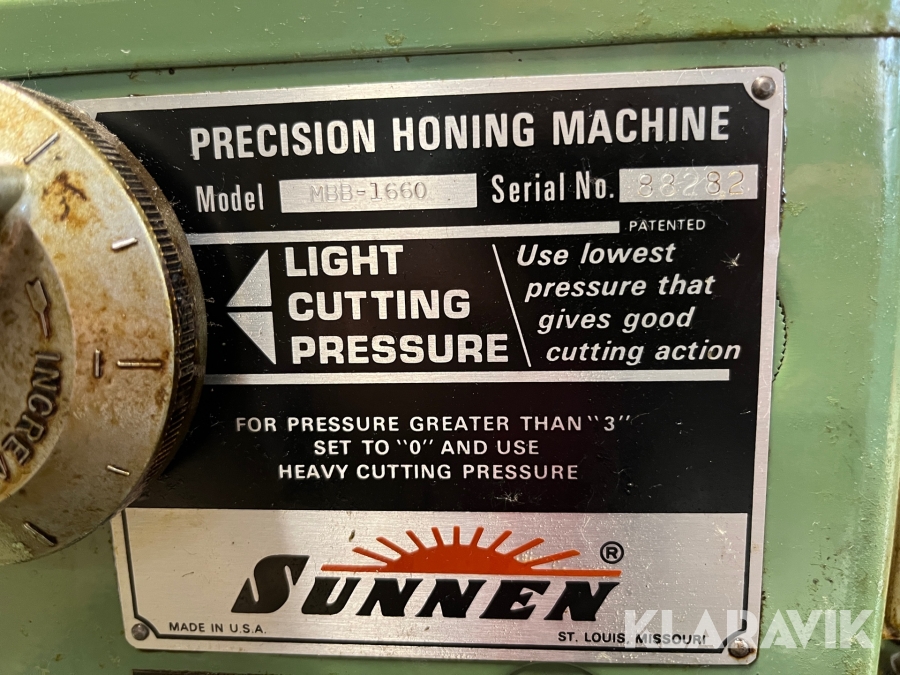 PRECISION HONING MACHINE
Model MBB-1660 Serial No. 88282
PATENTED
LIGHT
CUTTING
PRESSURE
Use lowest
pressure that
gives good
cutting action
FOR PRESSURE GREATER THAN "3"
SET TO "0" AND USE
HEAVY CUTTING PRESSURE
SUNNEN®
MADE IN U.S.A.
ST. LOUIS, MISSOURI
INCREA
1
KLARAVIK